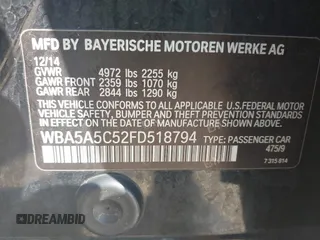 MFD BY BAYERISCHE MOTOREN WERKE AG
12/14
GVWR 4972 lbs 2255 kg
GAWR FRONT 2359 lbs 1070 kg
GAWR REAR 2844 lbs 1290 kg
THIS VEHICLE CONFORMS TO ALL APPLICABLE U.S. FEDERAL MOTOR
VEHICLE SAFETY, BUMPER, AND THEFT PREVENTION STANDARDS IN
EFFECT ON THE DATE OF MANUFACTURE SHOWN ABOVE.
WBA5A5C52FD518794 TYPE: PASSENGER CAR
475/9
7 315 814
DREAMBID